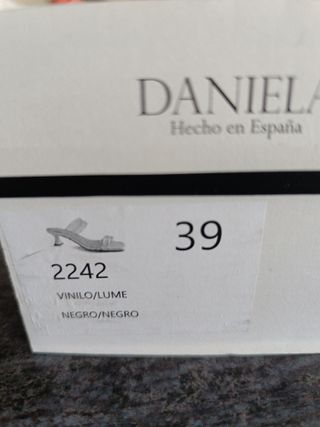 DANIELA
Hecho en España
39
2242
VINILO/LUME
NEGRO/NEGRO